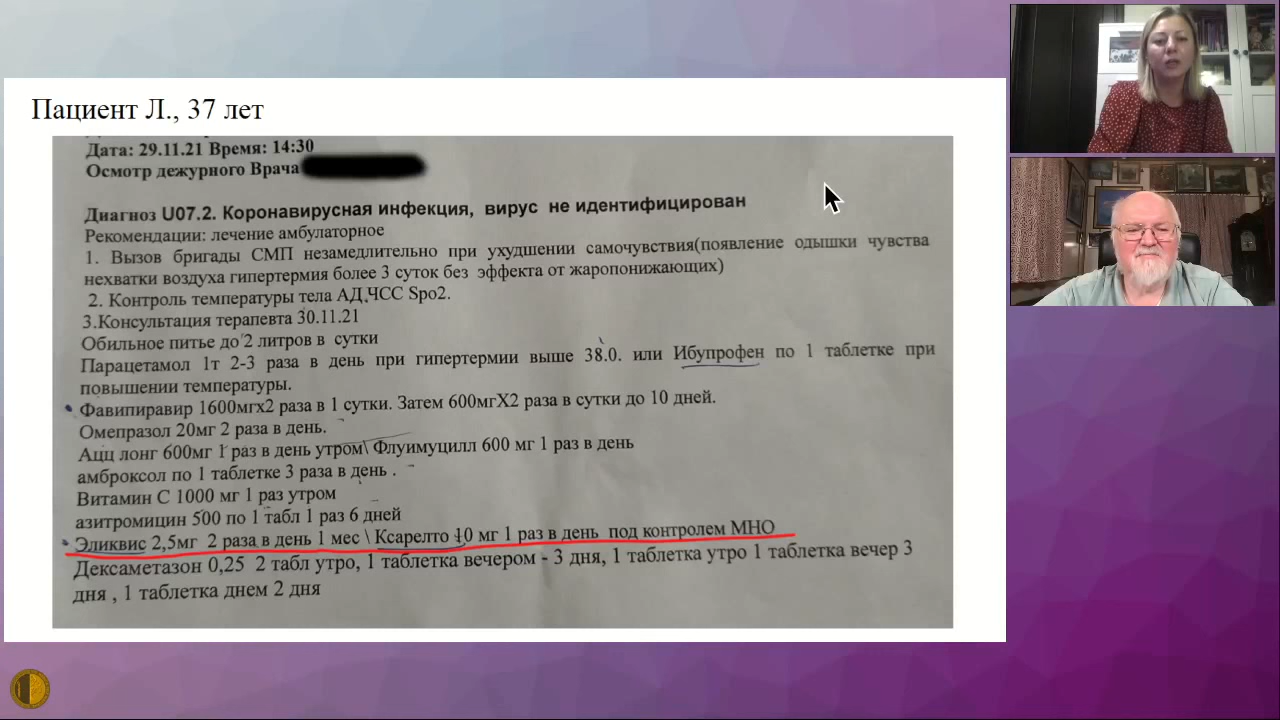 Пациент Л., 37 лет
Дата: 29.11.21 Время: 14:30
Осмотр дежурного Врача
Диагноз U07.2. Коронавирусная инфекция, вирус не идентифицирован
Рекомендации: лечение амбулаторное
1. Вызов бригады СМП незамедлительно при ухудшении самочувствия(появление одышки чувства
нехватки воздуха гипертермия более 3 суток без эффекта от жаропонижающих)
2. Контроль температуры тела АД,ЧСС Spo2.
3.Консультация терапевта 30.11.21
Обильное питье до 2 литров в сутки
Парацетамол 1т 2-3 раза в день при гипертермии выше 38.0. или Ибупрофен по 1 таблетке при
повышении температуры.
Фавипиравир 1600мгх2 раза в 1 сутки. Затем 600мгХ2 раза в сутки до 10 дней.
Омепразол 20мг 2 раза в день.
Ацц лонг 600мг 1 раз в день утром\ Флуимуцилл 600 мг 1 раз в день
амброксол по 1 таблетке 3 раза в день .
Витамин С 1000 мг 1 раз утром
азитромицин 500 по 1 табл 1 раз 6 дней
Эликвис 2,5мг 2 раза в день 1 мес \ Ксарелто 10 мг 1 раз в день под контролем МНО
Дексаметазон 0,25 2 табл утро, 1 таблетка вечером - 3 дня, 1 таблетка утро 1 таблетка вечер 3
дня , 1 таблетка днем 2 дня